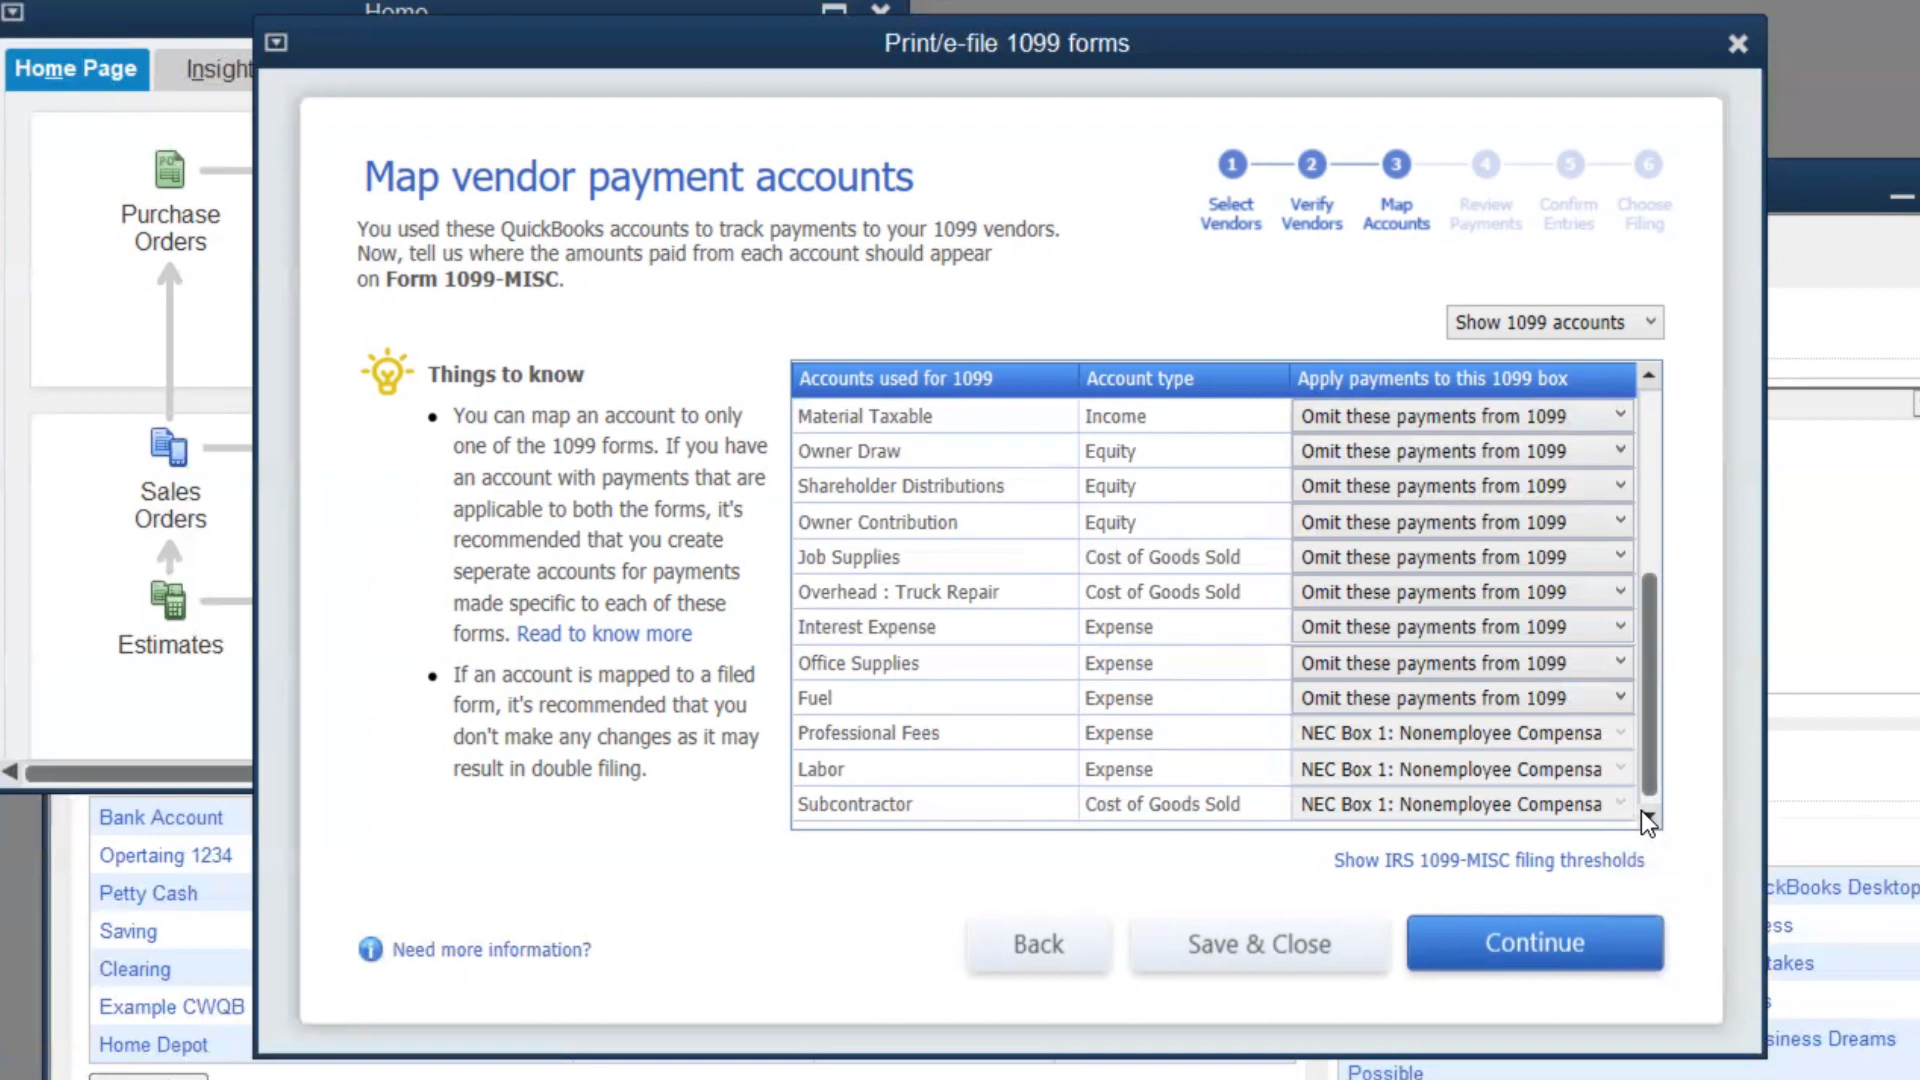 Home
Print/e-file 1099 forms
Home Page
Purchase
Orders
Sales
Orders
Estimates
Map vendor payment accounts
You used these QuickBooks accounts to track payments to your 1099 vendors.
Now, tell us where the amounts paid from each account should appear
on Form 1099-MISC.
1 2 3 4 5 6
Select Vendors
Verify Vendors
Map Accounts
Review Payments
Confirm Entries
Choose Filing
Show 1099 accounts
Things to know
• You can map an account to only
one of the 1099 forms. If you have
an account with payments that are
applicable to both the forms, it's
recommended that you create
seperate accounts for payments
made specific to each of these
forms. Read to know more
• If an account is mapped to a filed
form, it's recommended that you
don't make any changes as it may
result in double filing.
Accounts used for 1099 Account type Apply payments to this 1099 box
Material Taxable Income Omit these payments from 1099
Owner Draw Equity Omit these payments from 1099
Shareholder Distributions Equity Omit these payments from 1099
Owner Contribution Equity Omit these payments from 1099
Job Supplies Cost of Goods Sold Omit these payments from 1099
Overhead : Truck Repair Cost of Goods Sold Omit these payments from 1099
Interest Expense Expense Omit these payments from 1099
Office Supplies Expense Omit these payments from 1099
Fuel Expense Omit these payments from 1099
Professional Fees Expense NEC Box 1: Nonemployee Compensa
Labor Expense NEC Box 1: Nonemployee Compensa
Subcontractor Cost of Goods Sold NEC Box 1: Nonemployee Compensa
Show IRS 1099-MISC filing thresholds
Need more information?
Back
Save & Close
Continue
Bank Account
Opertaing 1234
Petty Cash
Saving
Clearing
Example CWQB
Home Depot
ckBooks Desktop
ess
takes
siness Dreams
Possible